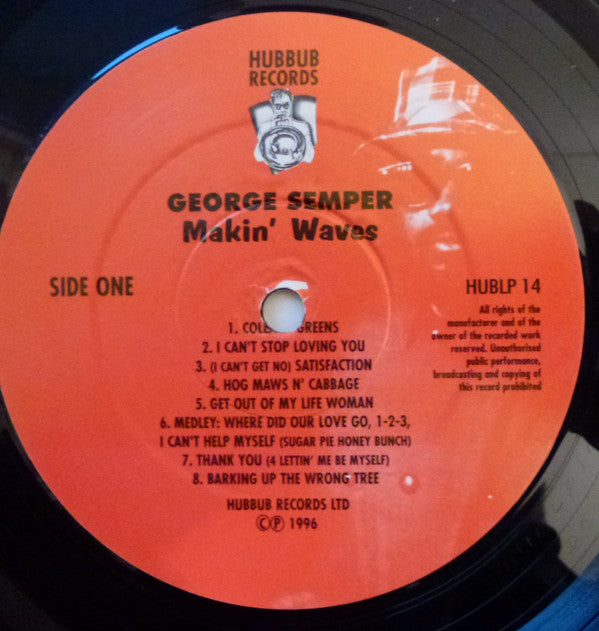 HUBBUB
RECORDS
GEORGE SEMPER
Makin' Waves
SIDE ONE
HUBLP 14
All rights of the
manufacturer and of the
owner of the recorded work
reserved. Unauthorised
public performance,
broadcasting and copying of
this record prohibited
1. GREENS
2. I CAN'T STOP LOVING YOU
3. (I CAN'T GET NO) SATISFACTION
4. HOG MAWS N' CABBAGE
5. GET OUT OF MY LIFE WOMAN
6. MEDLEY: WHERE DID OUR LOVE GO, 1-2-3,
I CAN'T HELP MYSELF (SUGAR PIE HONEY BUNCH)
7. THANK YOU (4 LETTIN' ME BE MYSELF)
8. BARKING UP THE WRONG TREE
HUBBUB RECORDS LTD
©℗ 1996